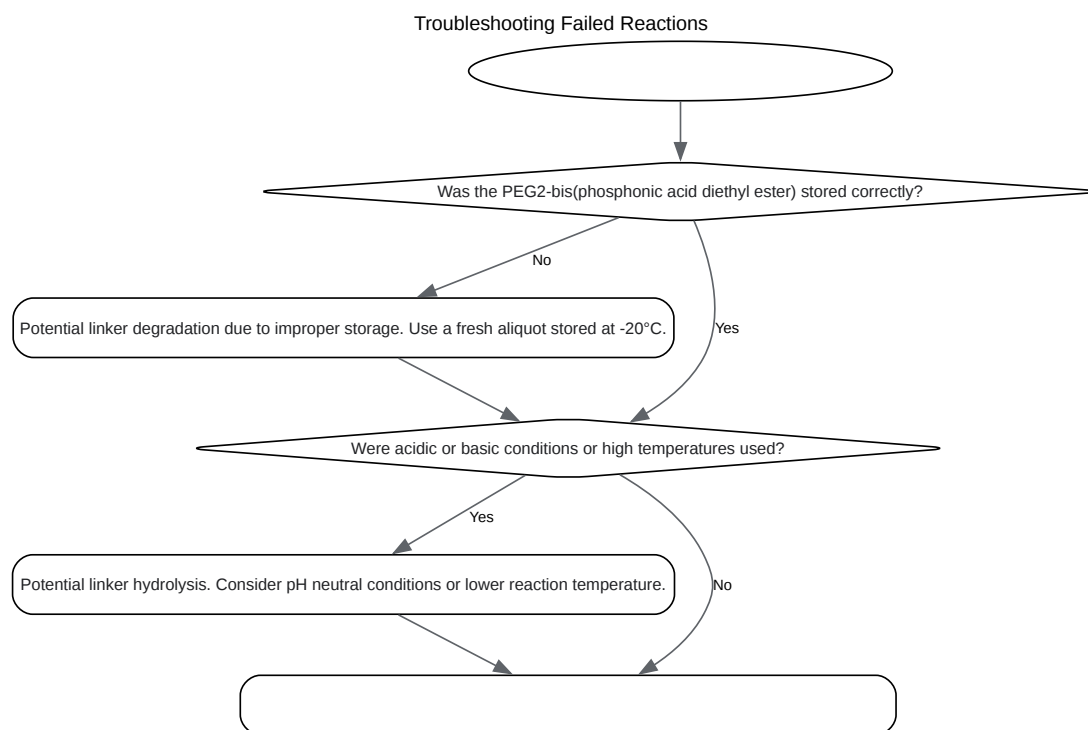 Troubleshooting Failed Reactions
Was the PEG2-bis(phosphonic acid diethyl ester) stored correctly?
No
Potential linker degradation due to improper storage. Use a fresh aliquot stored at -20°C.
Yes
Were acidic or basic conditions or high temperatures used?
Yes
Potential linker hydrolysis. Consider pH neutral conditions or lower reaction temperature.
No